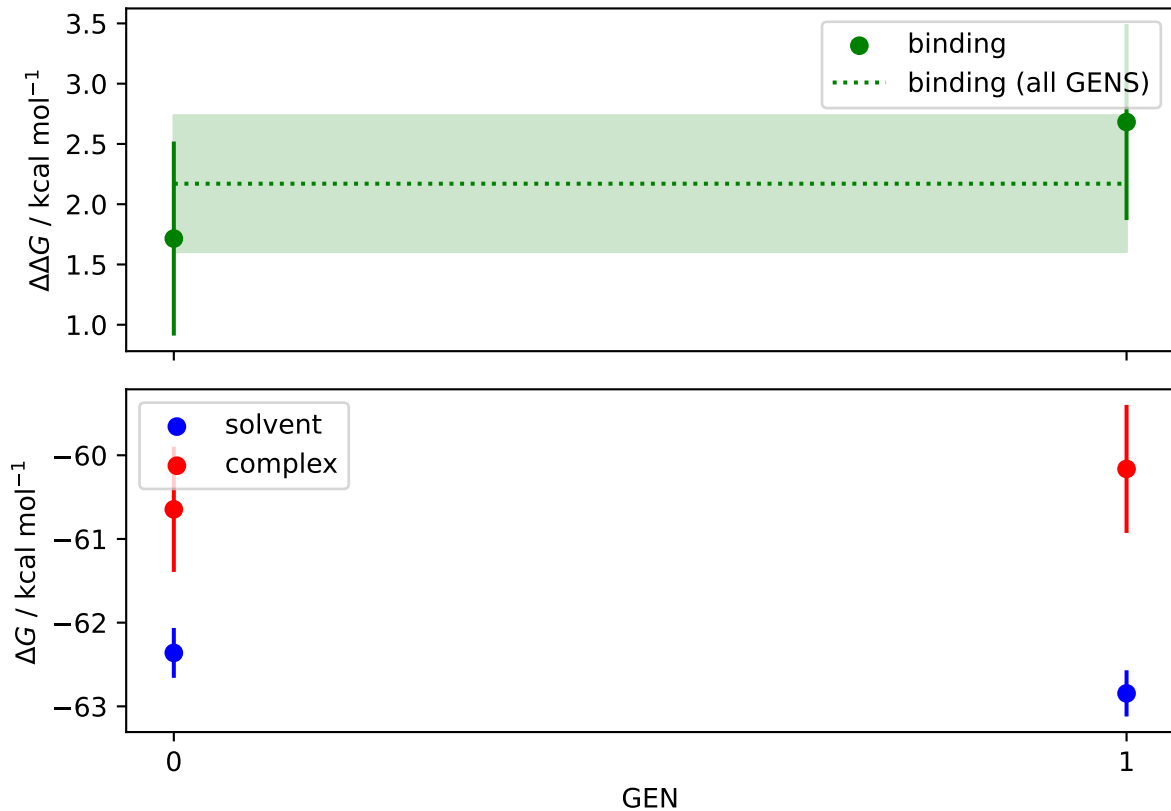 3.5
3.0
2.5
2.0
1.5
1.0
ΔΔG / kcal mol⁻¹
binding
binding (all GENS)
−60
−61
−62
−63
ΔG / kcal mol⁻¹
solvent
complex
0
1
GEN